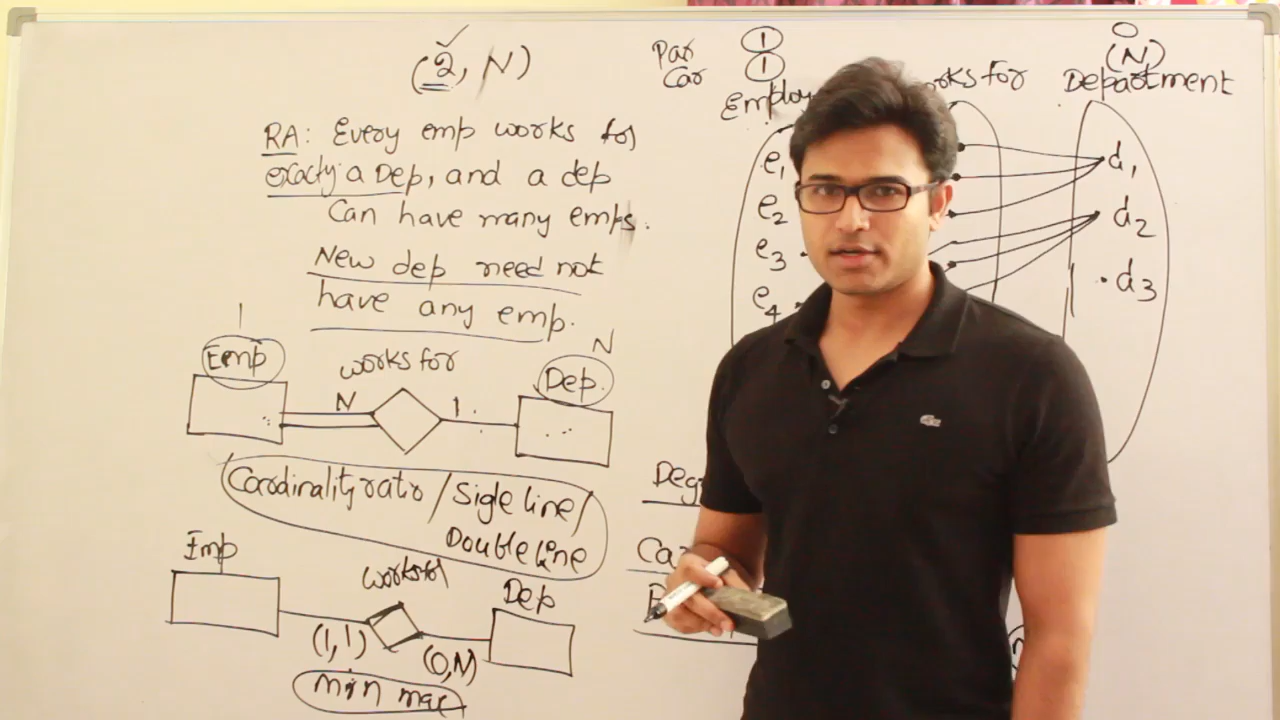 (2, N)
RA: Every emp works for
exactly a Dep, and a dep
Can have many emps.
New dep need not
have any emp.
1
N
Emp
works for
Dep.
N
1
Cardinality ratio / Sigle line /
Double line
Emp
works for
Dep
(1, 1)
(0, N)
min max
Par 1 0
Car 1 (N)
Department
e1 d1
e2 d2
e3 d3
e4